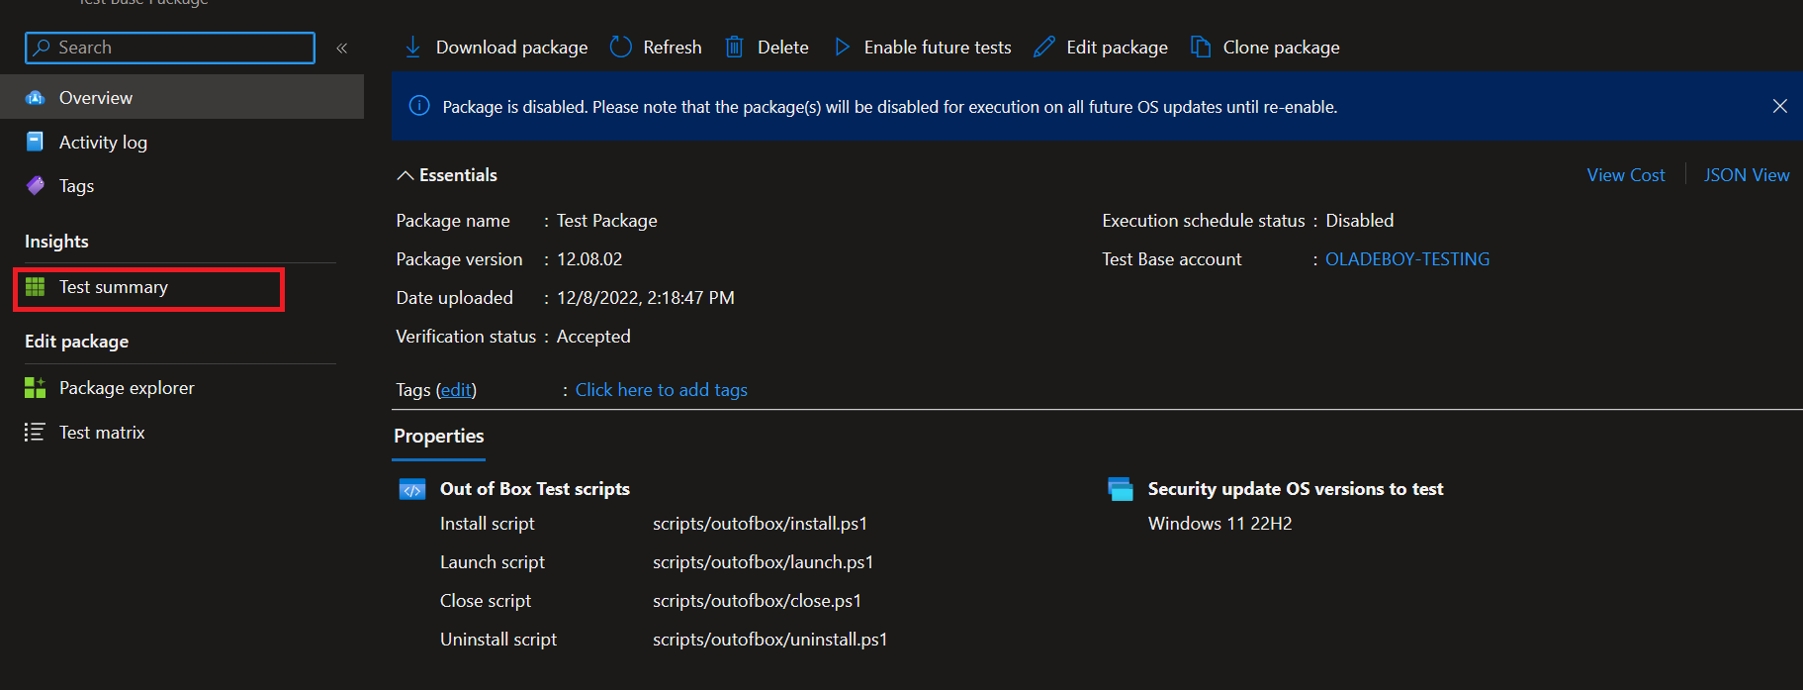 Test Base Package
Search
«
Download package
Refresh
Delete
Enable future tests
Edit package
Clone package
Overview
Activity log
Tags
Insights
Test summary
Edit package
Package explorer
Test matrix
Package is disabled. Please note that the package(s) will be disabled for execution on all future OS updates until re-enable.
Essentials
View Cost
JSON View
Package name : Test Package
Package version : 12.08.02
Date uploaded : 12/8/2022, 2:18:47 PM
Verification status : Accepted
Execution schedule status : Disabled
Test Base account : OLADEBOY-TESTING
Tags (edit) : Click here to add tags
Properties
Out of Box Test scripts
Install script scripts/outofbox/install.ps1
Launch script scripts/outofbox/launch.ps1
Close script scripts/outofbox/close.ps1
Uninstall script scripts/outofbox/uninstall.ps1
Security update OS versions to test
Windows 11 22H2